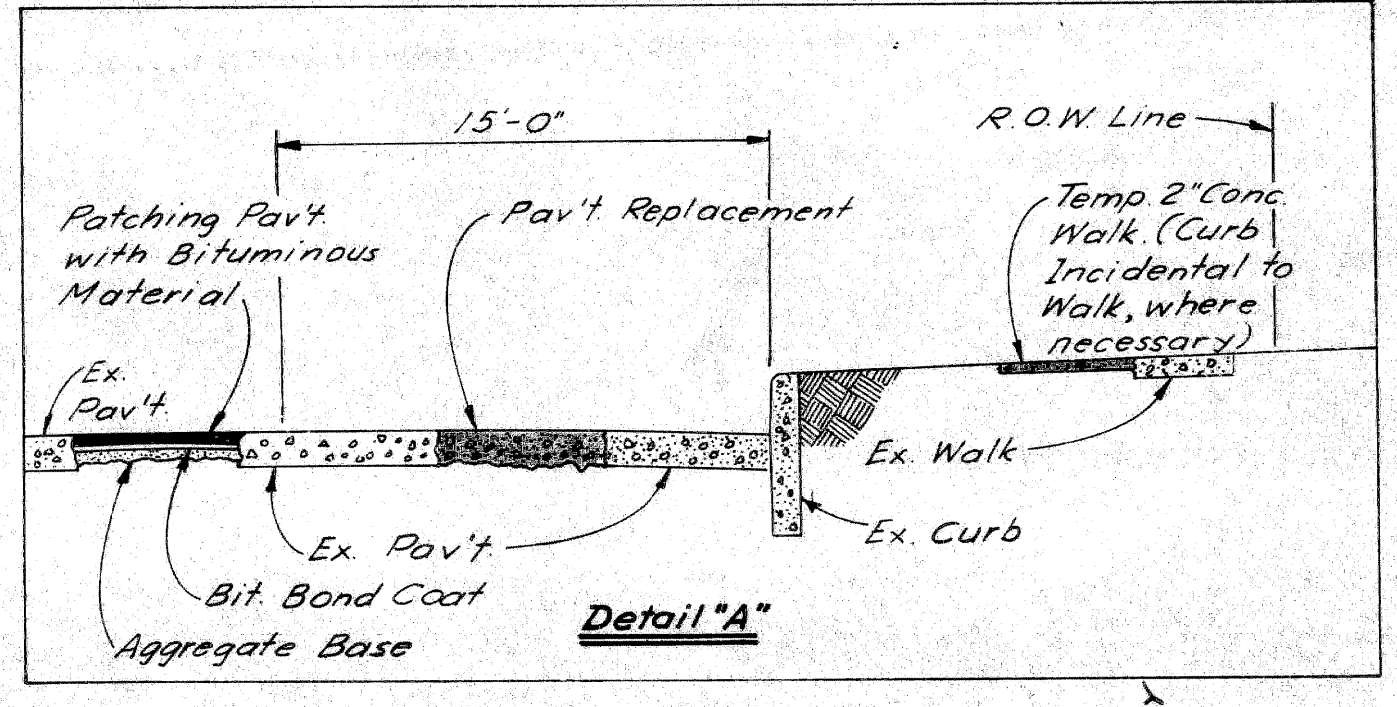 15'-0"
R.O.W. Line
Patching Pav't.
with Bituminous
Material
Pav't. Replacement
Temp. 2" Conc.
Walk. (Curb
Incidental to
Walk, where
necessary)
Ex.
Pav't.
Ex. Walk
Ex. Curb
Ex. Pav't.
Bit. Bond Coat
Aggregate Base
Detail "A"